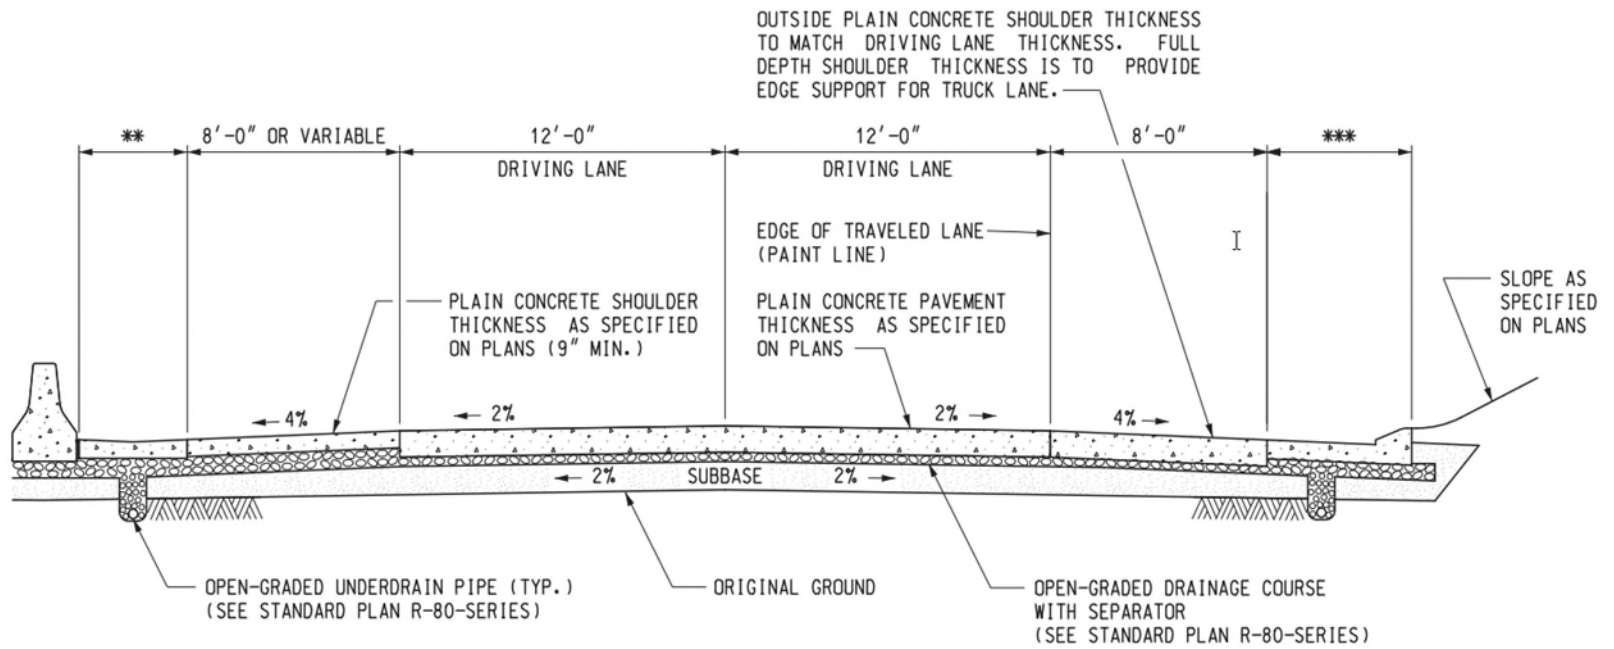 OUTSIDE PLAIN CONCRETE SHOULDER THICKNESS
TO MATCH DRIVING LANE THICKNESS. FULL
DEPTH SHOULDER THICKNESS IS TO PROVIDE
EDGE SUPPORT FOR TRUCK LANE.
** 8'-0" OR VARIABLE 12'-0" 12'-0" 8'-0" ***
DRIVING LANE DRIVING LANE
EDGE OF TRAVELED LANE
(PAINT LINE)
SLOPE AS
SPECIFIED
ON PLANS
PLAIN CONCRETE SHOULDER
THICKNESS AS SPECIFIED
ON PLANS (9" MIN.)
PLAIN CONCRETE PAVEMENT
THICKNESS AS SPECIFIED
ON PLANS
4% 2% 2% 4%
2% SUBBASE 2%
OPEN-GRADED UNDERDRAIN PIPE (TYP.)
(SEE STANDARD PLAN R-80-SERIES)
ORIGINAL GROUND
OPEN-GRADED DRAINAGE COURSE
WITH SEPARATOR
(SEE STANDARD PLAN R-80-SERIES)